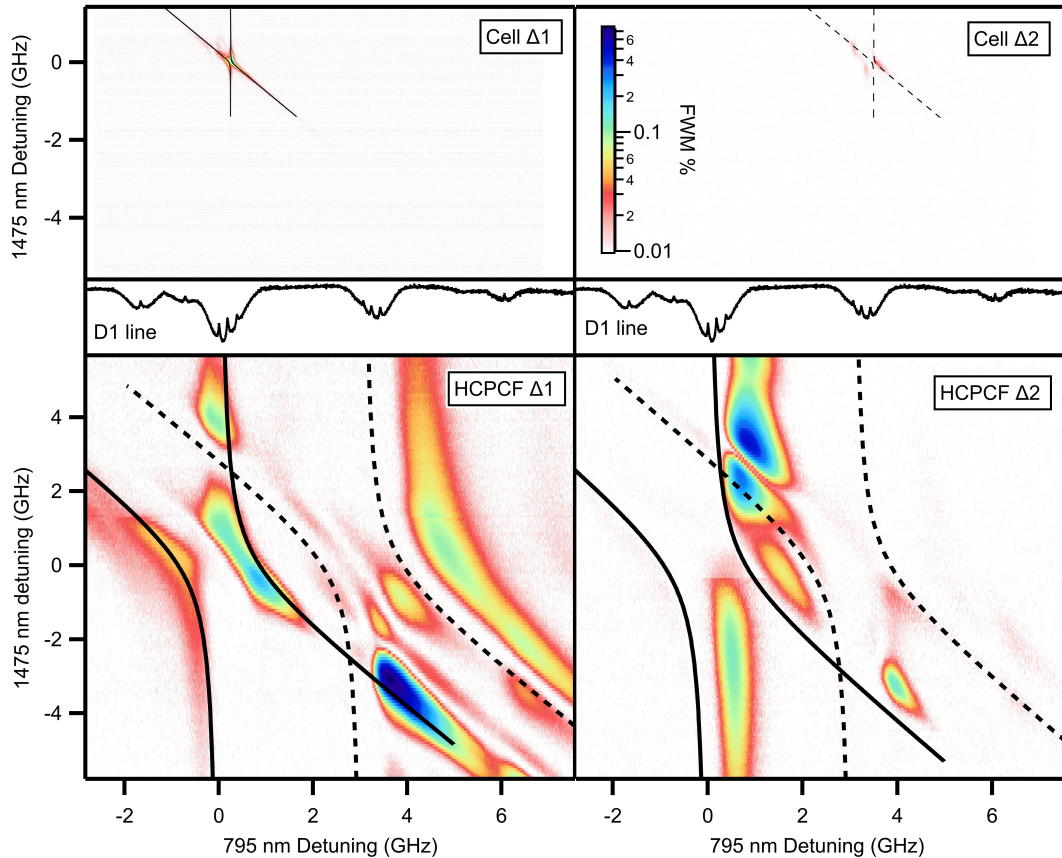 Cell Δ1
Cell Δ2
1475 nm Detuning (GHz)
0
-2
-4
6
4
2
0.1
6
4
2
0.01
FWM %
D1 line
D1 line
HCPCF Δ1
HCPCF Δ2
1475 nm detuning (GHz)
4
2
0
-2
-4
-2
0
2
4
6
-2
0
2
4
6
795 nm Detuning (GHz)
795 nm Detuning (GHz)